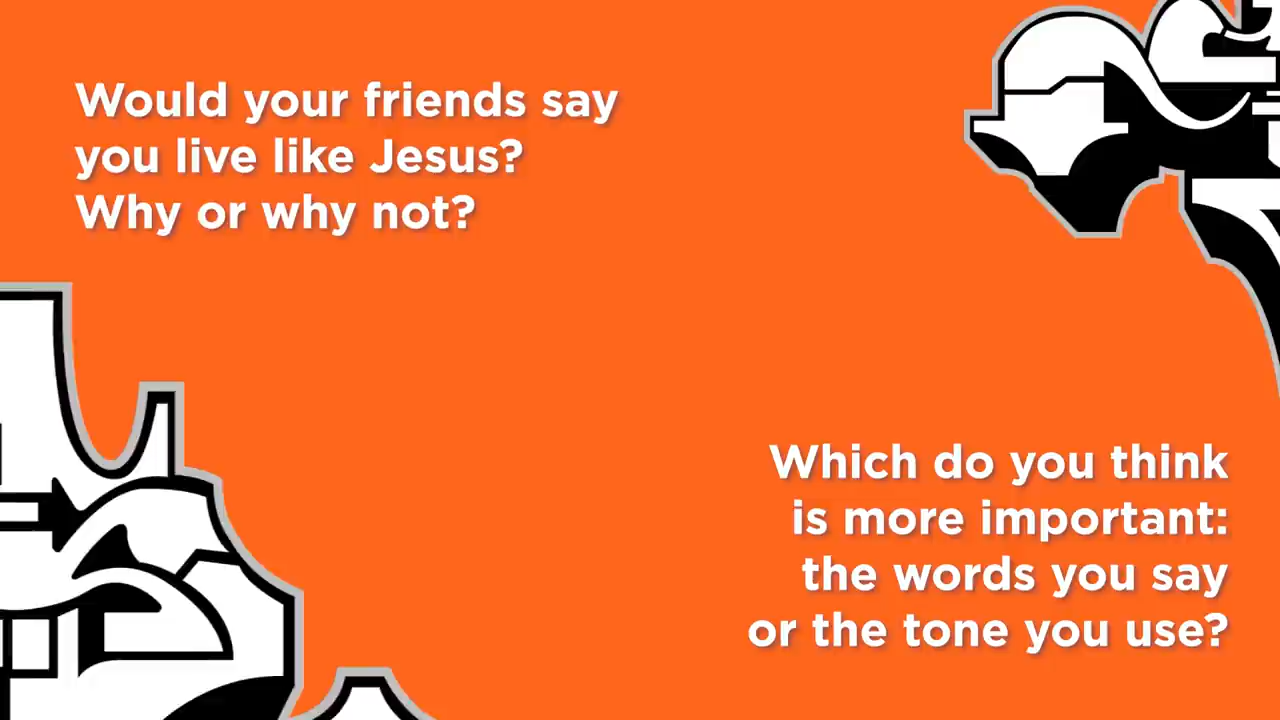 Would your friends say
you live like Jesus?
Why or why not?
Which do you think
is more important:
the words you say
or the tone you use?